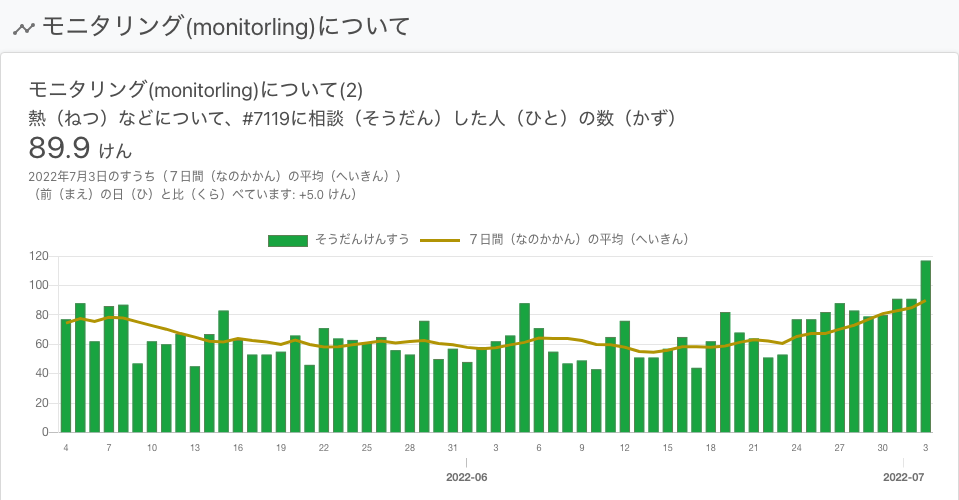 モニタリング(monitorling)について
モニタリング(monitorling)について(2)
熱（ねつ）などについて、#7119に相談（そうだん）した人（ひと）の数（かず）
89.9 けん
2022年7月3日のすうち（７日間（なのかかん）の平均（へいきん））
（前（まえ）の日（ひ）と比（くら）べています: +5.0 けん）
そうだんけんすう ７日間（なのかかん）の平均（へいきん）
120
100
80
60
40
20
0
4 7 10 13 16 19 22 25 28 31 3 6 9 12 15 18 21 24 27 30 3
2022-06 2022-07